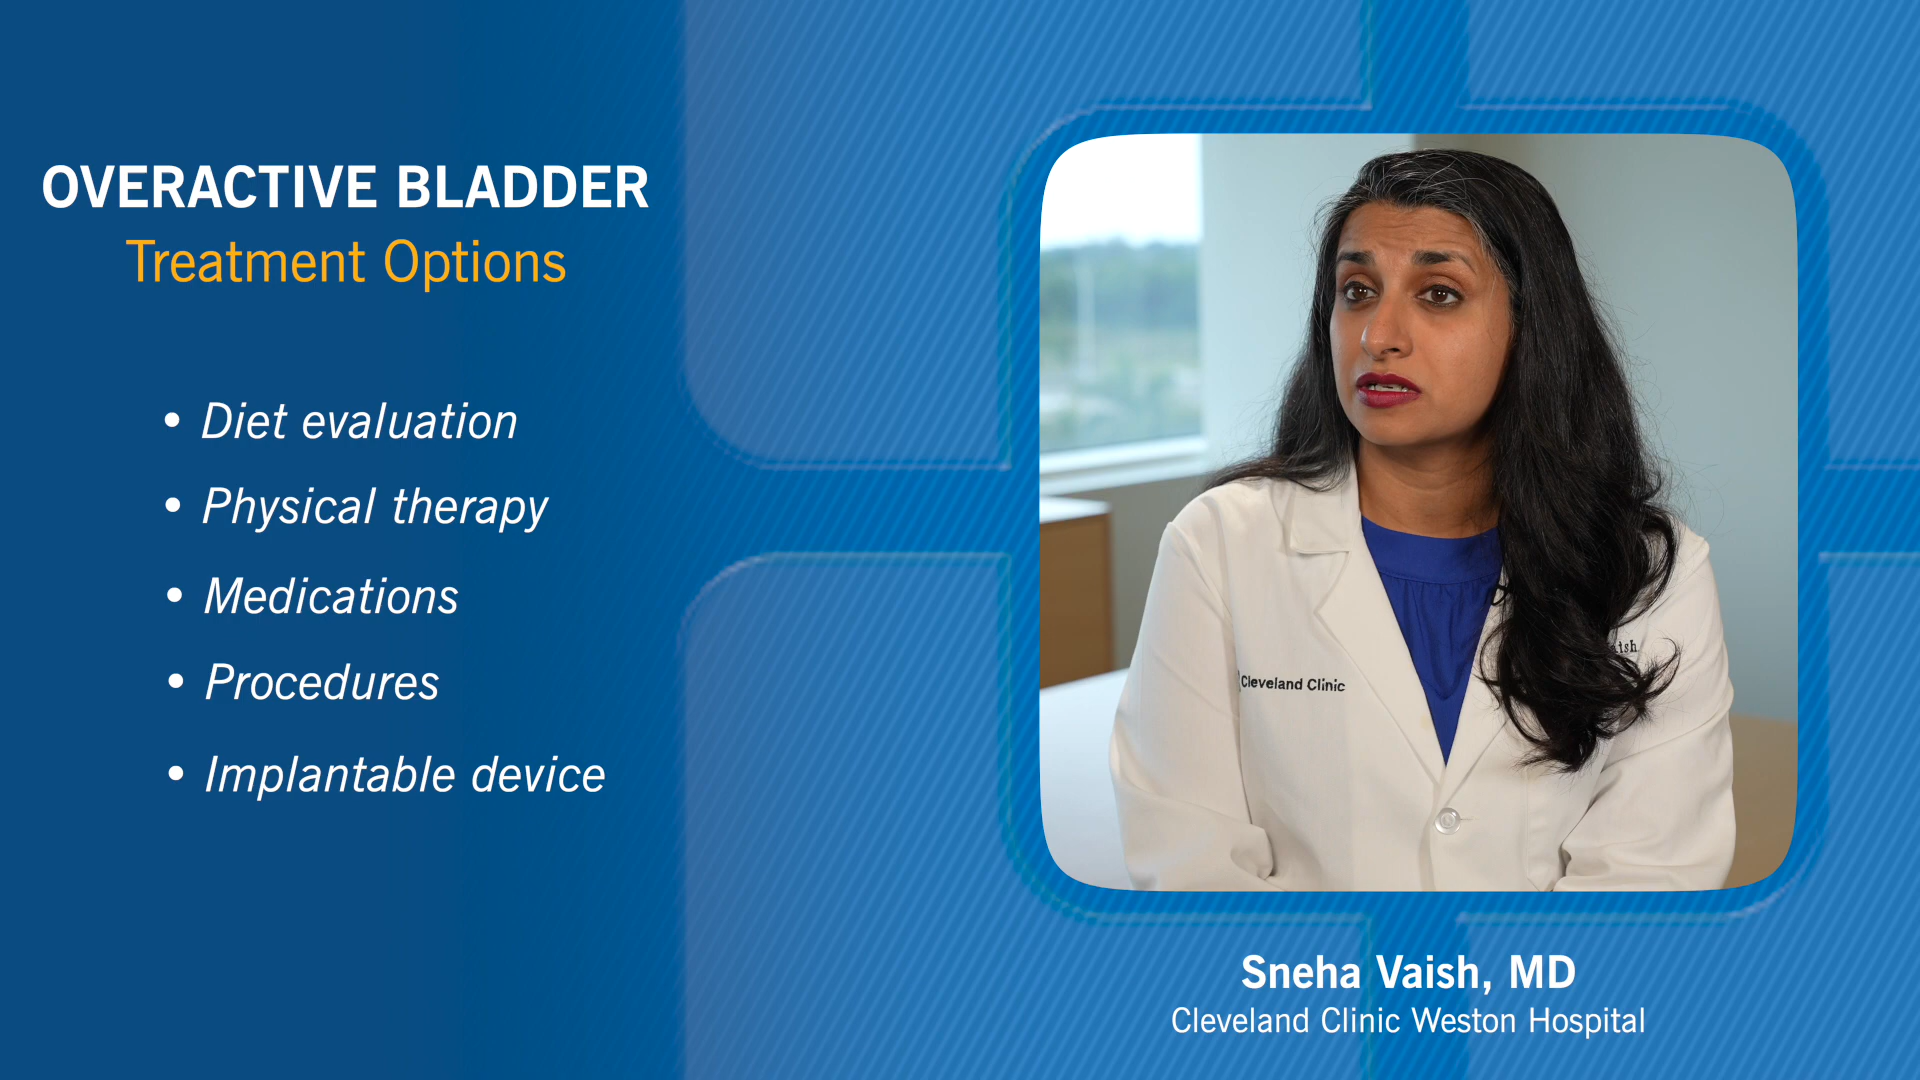 OVERACTIVE BLADDER
Treatment Options
• Diet evaluation
• Physical therapy
• Medications
• Procedures
• Implantable device
Cleveland Clinic
Sneha Vaish, MD
Cleveland Clinic Weston Hospital